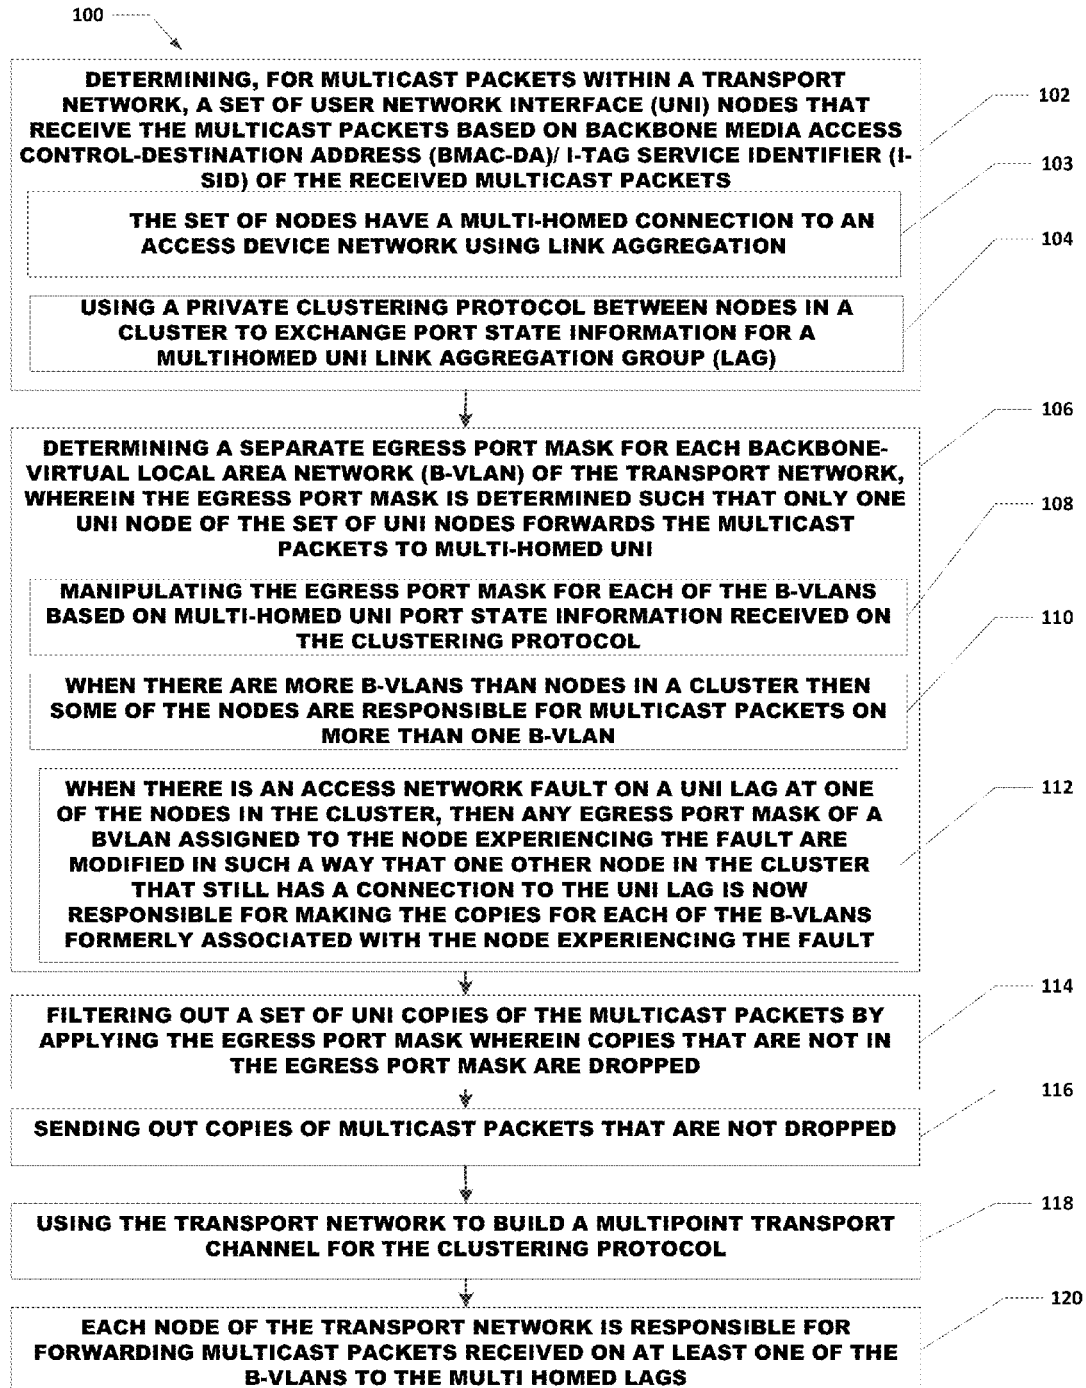 100
DETERMINING, FOR MULTICAST PACKETS WITHIN A TRANSPORT
NETWORK, A SET OF USER NETWORK INTERFACE (UNI) NODES THAT
RECEIVE THE MULTICAST PACKETS BASED ON BACKBONE MEDIA ACCESS
CONTROL-DESTINATION ADDRESS (BMAC-DA)/ I-TAG SERVICE IDENTIFIER (I-
SID) OF THE RECEIVED MULTICAST PACKETS
102
THE SET OF NODES HAVE A MULTI-HOMED CONNECTION TO AN
ACCESS DEVICE NETWORK USING LINK AGGREGATION
103
USING A PRIVATE CLUSTERING PROTOCOL BETWEEN NODES IN A
CLUSTER TO EXCHANGE PORT STATE INFORMATION FOR A
MULTIHOMED UNI LINK AGGREGATION GROUP (LAG)
104
DETERMINING A SEPARATE EGRESS PORT MASK FOR EACH BACKBONE-
VIRTUAL LOCAL AREA NETWORK (B-VLAN) OF THE TRANSPORT NETWORK,
WHEREIN THE EGRESS PORT MASK IS DETERMINED SUCH THAT ONLY ONE
UNI NODE OF THE SET OF UNI NODES FORWARDS THE MULTICAST
PACKETS TO MULTI-HOMED UNI
106
MANIPULATING THE EGRESS PORT MASK FOR EACH OF THE B-VLANS
BASED ON MULTI-HOMED UNI PORT STATE INFORMATION RECEIVED ON
THE CLUSTERING PROTOCOL
108
WHEN THERE ARE MORE B-VLANS THAN NODES IN A CLUSTER THEN
SOME OF THE NODES ARE RESPONSIBLE FOR MULTICAST PACKETS ON
MORE THAN ONE B-VLAN
110
WHEN THERE IS AN ACCESS NETWORK FAULT ON A UNI LAG AT ONE
OF THE NODES IN THE CLUSTER, THEN ANY EGRESS PORT MASK OF A
BVLAN ASSIGNED TO THE NODE EXPERIENCING THE FAULT ARE
MODIFIED IN SUCH A WAY THAT ONE OTHER NODE IN THE CLUSTER
THAT STILL HAS A CONNECTION TO THE UNI LAG IS NOW
RESPONSIBLE FOR MAKING THE COPIES FOR EACH OF THE B-VLANS
FORMERLY ASSOCIATED WITH THE NODE EXPERIENCING THE FAULT
112
FILTERING OUT A SET OF UNI COPIES OF THE MULTICAST PACKETS BY
APPLYING THE EGRESS PORT MASK WHEREIN COPIES THAT ARE NOT IN
THE EGRESS PORT MASK ARE DROPPED
114
SENDING OUT COPIES OF MULTICAST PACKETS THAT ARE NOT DROPPED
116
USING THE TRANSPORT NETWORK TO BUILD A MULTIPOINT TRANSPORT
CHANNEL FOR THE CLUSTERING PROTOCOL
118
EACH NODE OF THE TRANSPORT NETWORK IS RESPONSIBLE FOR
FORWARDING MULTICAST PACKETS RECEIVED ON AT LEAST ONE OF THE
B-VLANS TO THE MULTI HOMED LAGS
120